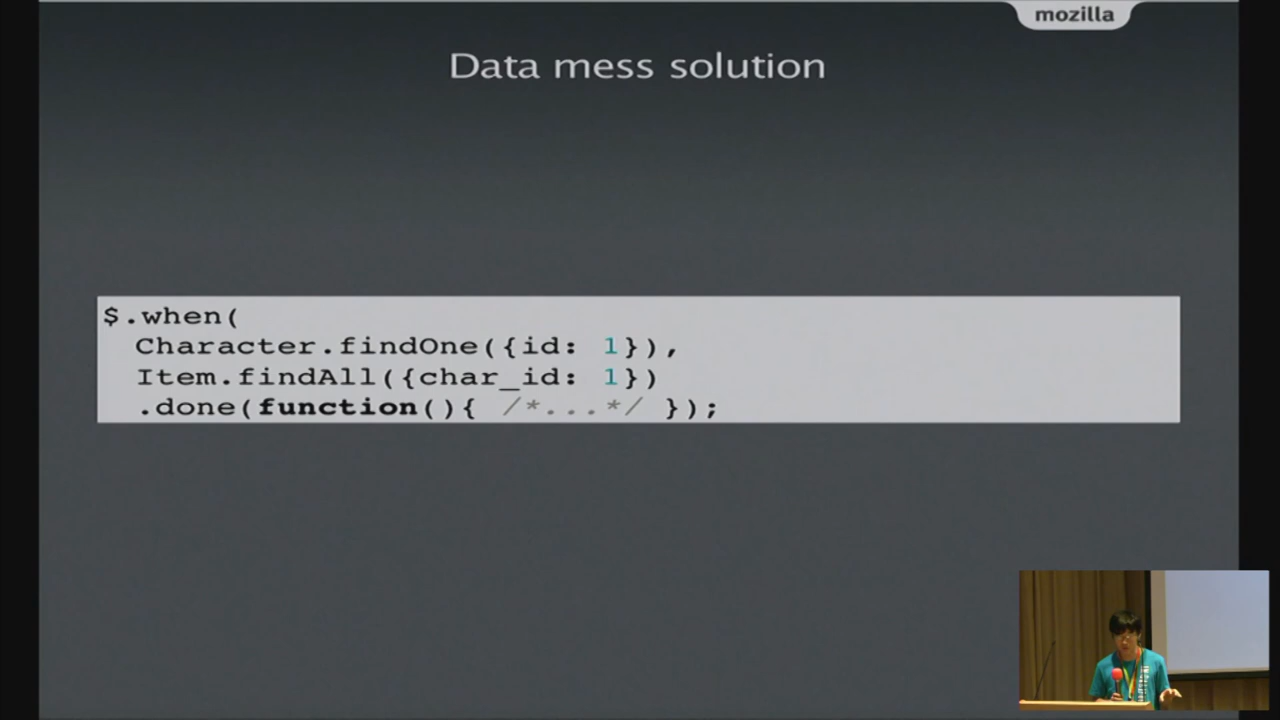 mozilla
Data mess solution
$.when(
Character.findOne({id: 1}),
Item.findAll({char_id: 1})
.done(function(){ /*...*/ });